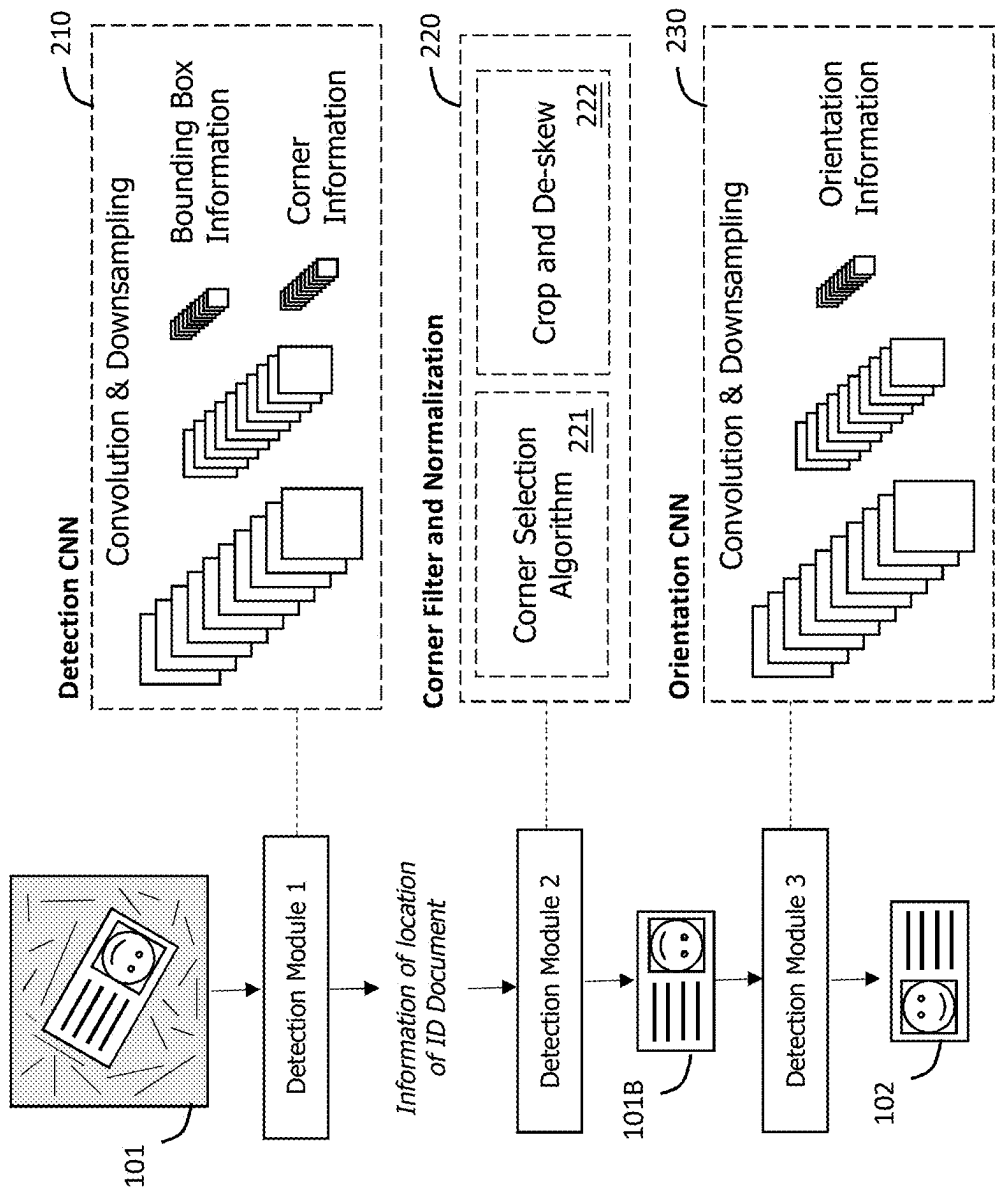 101
Detection Module 1
Information of location
of ID Document
Detection Module 2
101B
Detection Module 3
102
Detection CNN
210
Convolution & Downsampling
Bounding Box
Information
Corner
Information
Corner Filter and Normalization
220
Corner Selection
Algorithm
221
Crop and De-skew
222
Orientation CNN
230
Convolution & Downsampling
Orientation
Information